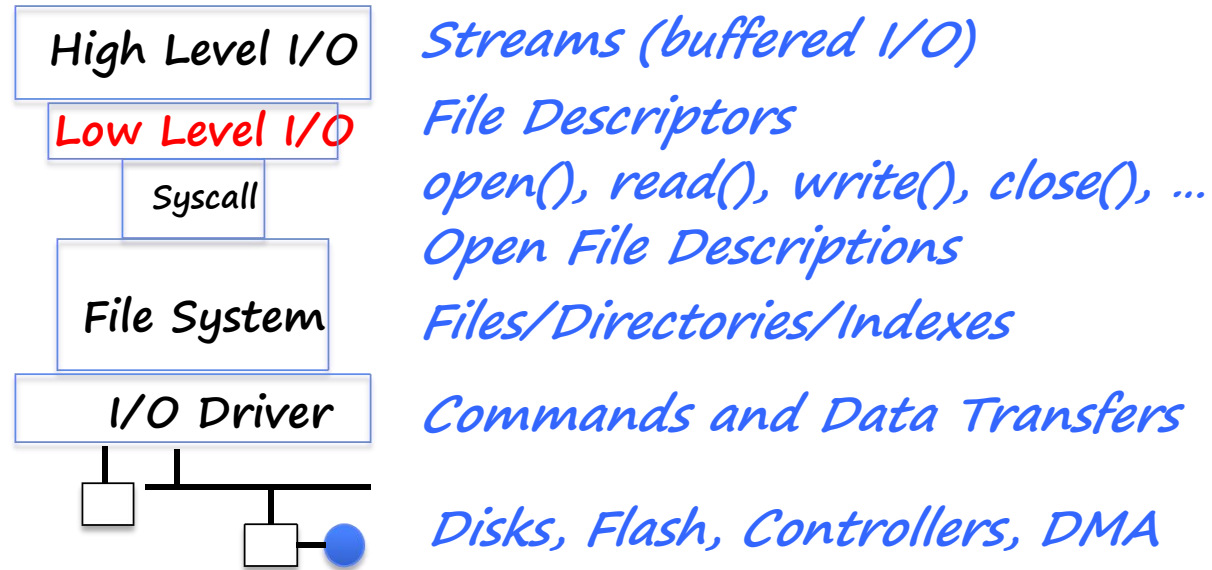 High Level I/O Streams (buffered I/O)
Low Level I/O File Descriptors
Syscall open(), read(), write(), close(), ...
Open File Descriptions
File System Files/Directories/Indexes
I/O Driver Commands and Data Transfers
Disks, Flash, Controllers, DMA